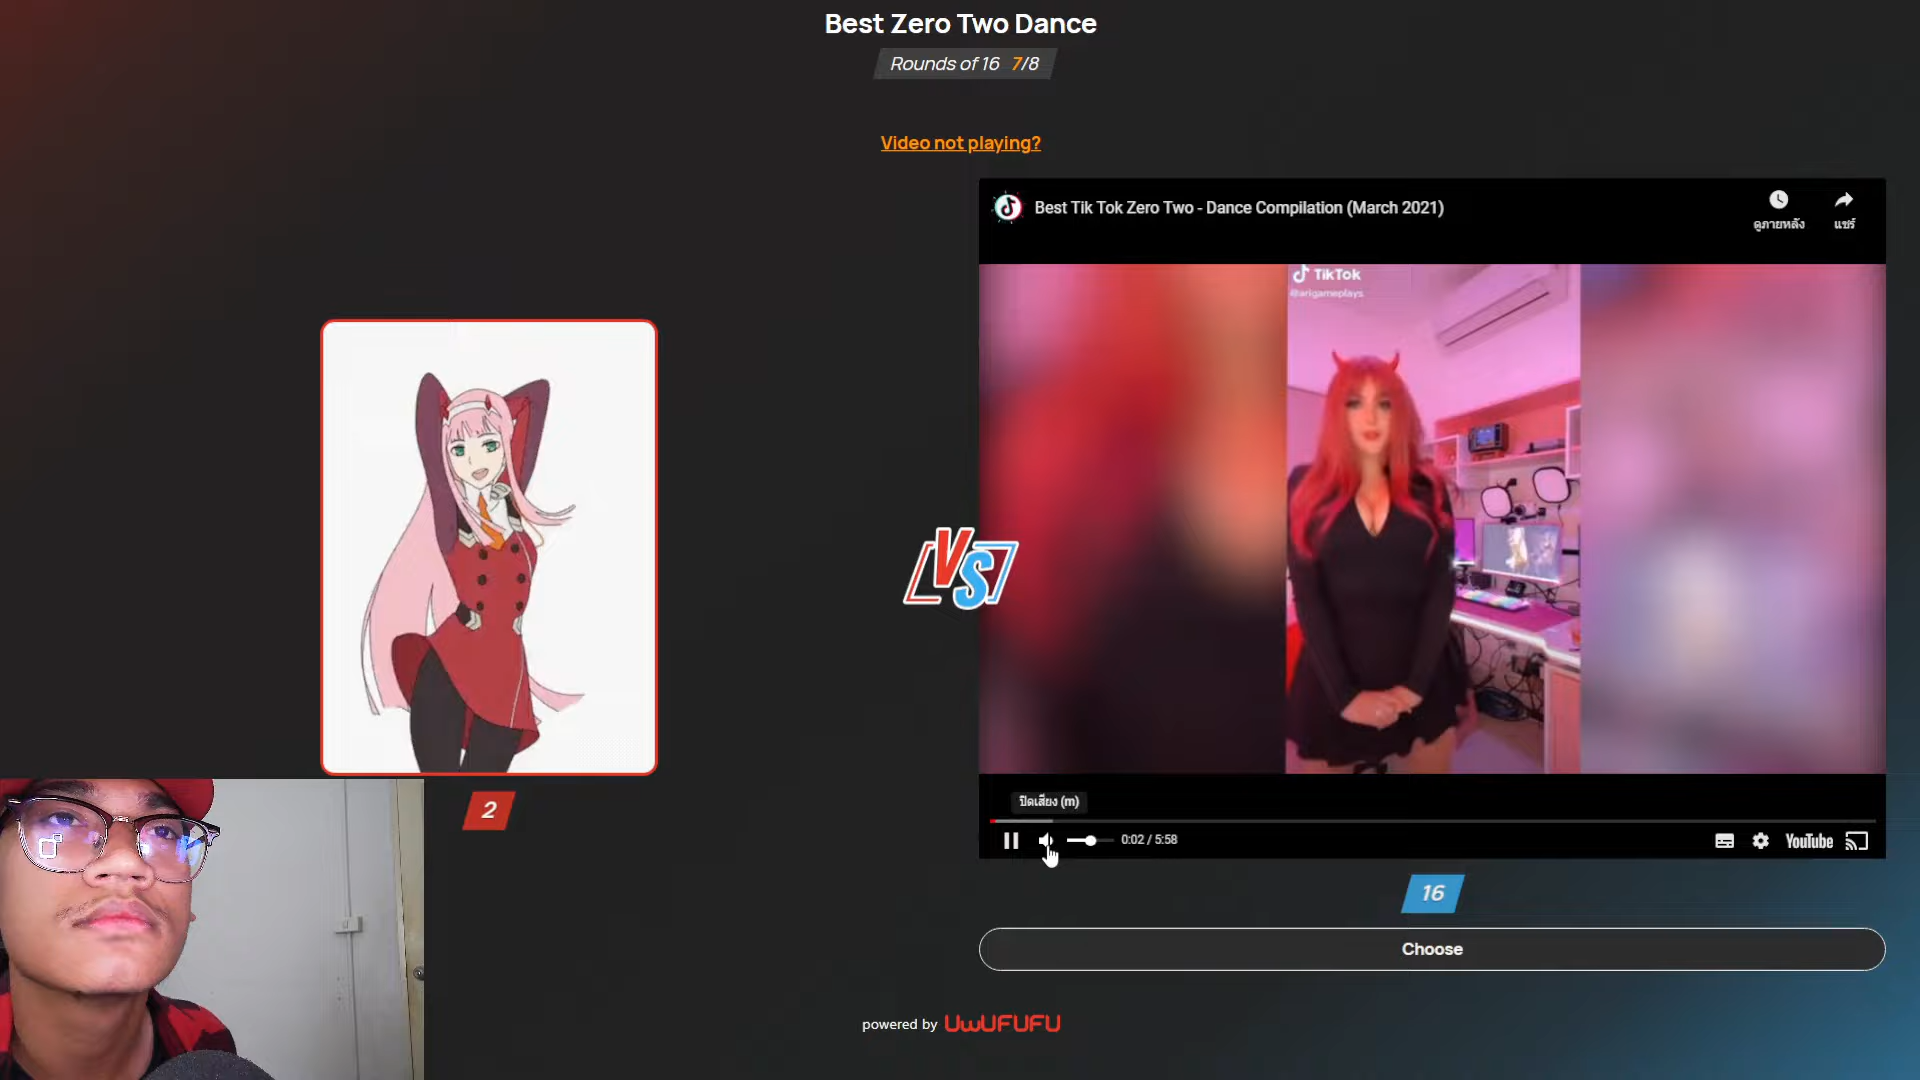 Best Zero Two Dance
Rounds of 16 7/8
Video not playing?
Best Tik Tok Zero Two - Dance Compilation (March 2021)
ดูภายหลัง
แชร์
TikTok
@arigameplays
VS
ปิดเสียง (m)
0:02 / 5:58
YouTube
2
16
Choose
powered by UwUFUFU